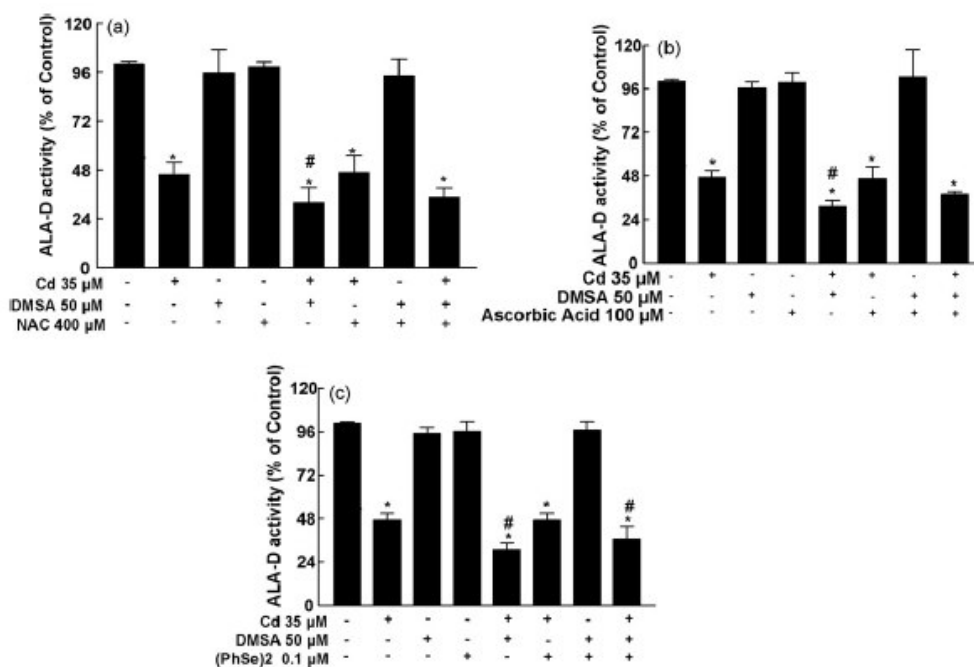 (a)
ALA-D activity (% of Control)
120
96
72
48
24
0
* # * * *
Cd 35 µM - + - - + + - +
DMSA 50 µM - - + - + - + +
NAC 400 µM - - - + - + + +
(b)
ALA-D activity (% of Control)
120
96
72
48
24
0
* # * * *
Cd 35 µM - + - - + + - +
DMSA 50 µM - - + - + - + +
Ascorbic Acid 100 µM - - - + - + + +
(c)
ALA-D activity (% of Control)
120
96
72
48
24
0
* # * * # *
Cd 35 µM - + - - + + - +
DMSA 50 µM - - + - + - + +
(PhSe)2 0.1 µM - - - + - + + +